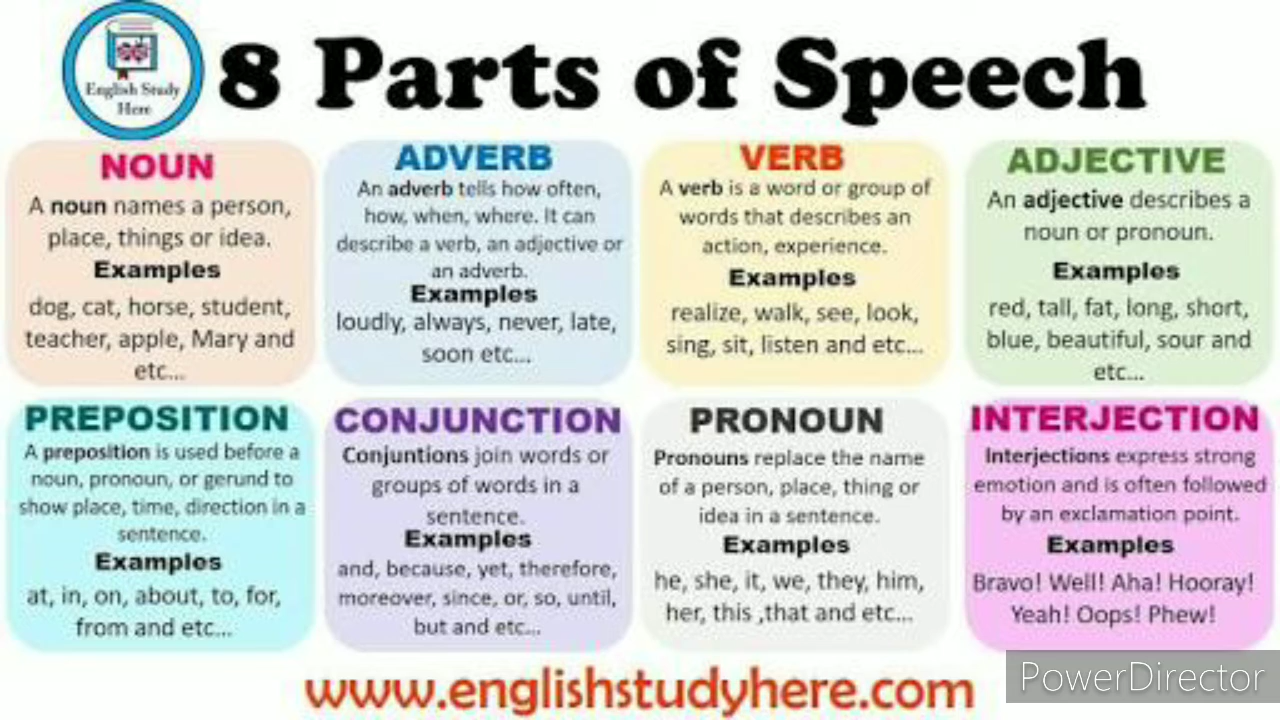 English Study
Here
8 Parts of Speech
NOUN
A noun names a person,
place, things or idea.
Examples
dog, cat, horse, student,
teacher, apple, Mary and
etc...
ADVERB
An adverb tells how often,
how, when, where. It can
describe a verb, an adjective or
an adverb.
Examples
loudly, always, never, late,
soon etc...
VERB
A verb is a word or group of
words that describes an
action, experience.
Examples
realize, walk, see, look,
sing, sit, listen and etc...
ADJECTIVE
An adjective describes a
noun or pronoun.
Examples
red, tall, fat, long, short,
blue, beautiful, sour and
etc...
PREPOSITION
A preposition is used before a
noun, pronoun, or gerund to
show place, time, direction in a
sentence.
Examples
at, in, on, about, to, for,
from and etc...
CONJUNCTION
Conjuntions join words or
groups of words in a
sentence.
Examples
and, because, yet, therefore,
moreover, since, or, so, until,
but and etc...
PRONOUN
Pronouns replace the name
of a person, place, thing or
idea in a sentence.
Examples
he, she, it, we, they, him,
her, this ,that and etc...
INTERJECTION
Interjections express strong
emotion and is often followed
by an exclamation point.
Examples
Bravo! Well! Aha! Hooray!
Yeah! Oops! Phew!
www.englishstudyhere.com
PowerDirector